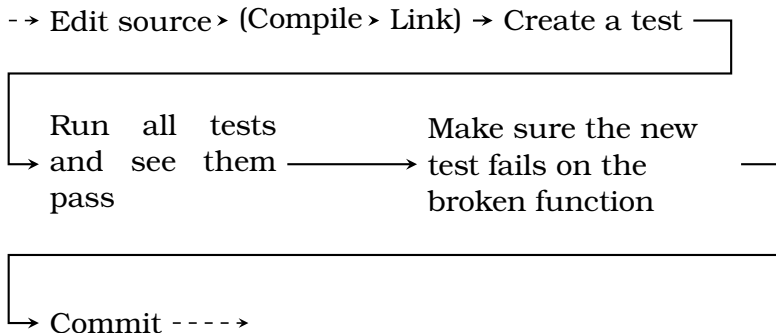 Edit source (Compile Link) Create a test
Run all tests
and see them
pass
Make sure the new
test fails on the
broken function
Commit